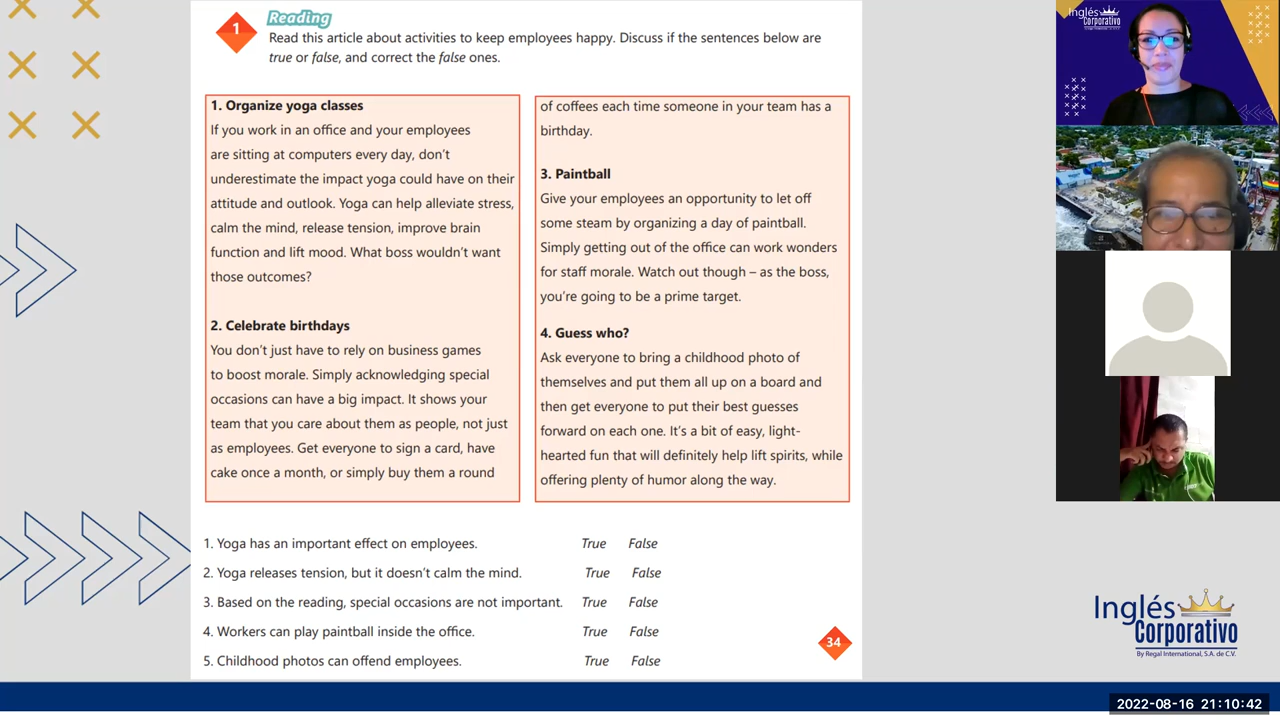 1
Reading
Read this article about activities to keep employees happy. Discuss if the sentences below are
true or false, and correct the false ones.
1. Organize yoga classes
If you work in an office and your employees
are sitting at computers every day, don't
underestimate the impact yoga could have on their
attitude and outlook. Yoga can help alleviate stress,
calm the mind, release tension, improve brain
function and lift mood. What boss wouldn't want
those outcomes?
2. Celebrate birthdays
You don't just have to rely on business games
to boost morale. Simply acknowledging special
occasions can have a big impact. It shows your
team that you care about them as people, not just
as employees. Get everyone to sign a card, have
cake once a month, or simply buy them a round
of coffees each time someone in your team has a
birthday.
3. Paintball
Give your employees an opportunity to let off
some steam by organizing a day of paintball.
Simply getting out of the office can work wonders
for staff morale. Watch out though – as the boss,
you're going to be a prime target.
4. Guess who?
Ask everyone to bring a childhood photo of
themselves and put them all up on a board and
then get everyone to put their best guesses
forward on each one. It's a bit of easy, light-
hearted fun that will definitely help lift spirits, while
offering plenty of humor along the way.
1. Yoga has an important effect on employees. True False
2. Yoga releases tension, but it doesn't calm the mind. True False
3. Based on the reading, special occasions are not important. True False
4. Workers can play paintball inside the office. True False
5. Childhood photos can offend employees. True False
34
Inglés
Corporativo
Inglés
Corporativo
By Regal International, S.A. de C.V.
2022-08-16 21:10:42